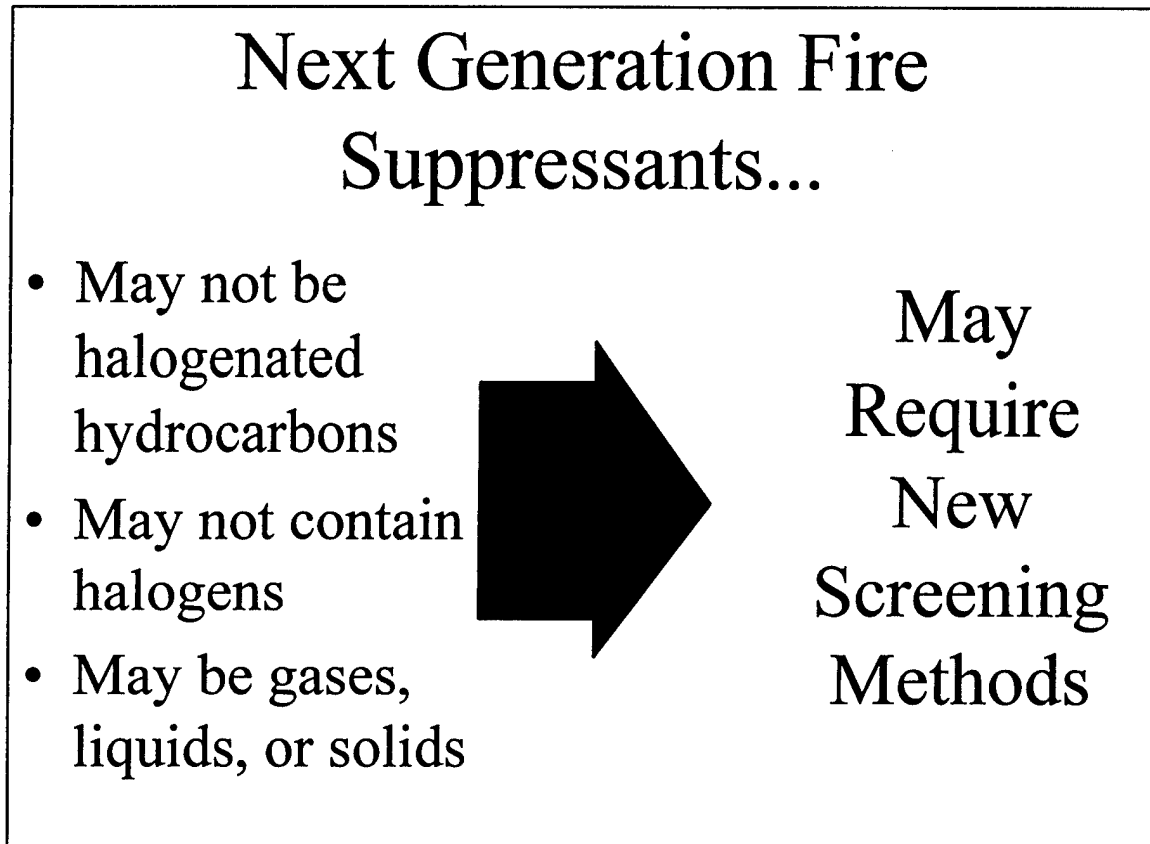 Next Generation Fire
Suppressants...
• May not be
halogenated
hydrocarbons
• May not contain
halogens
• May be gases,
liquids, or solids
May
Require
New
Screening
Methods